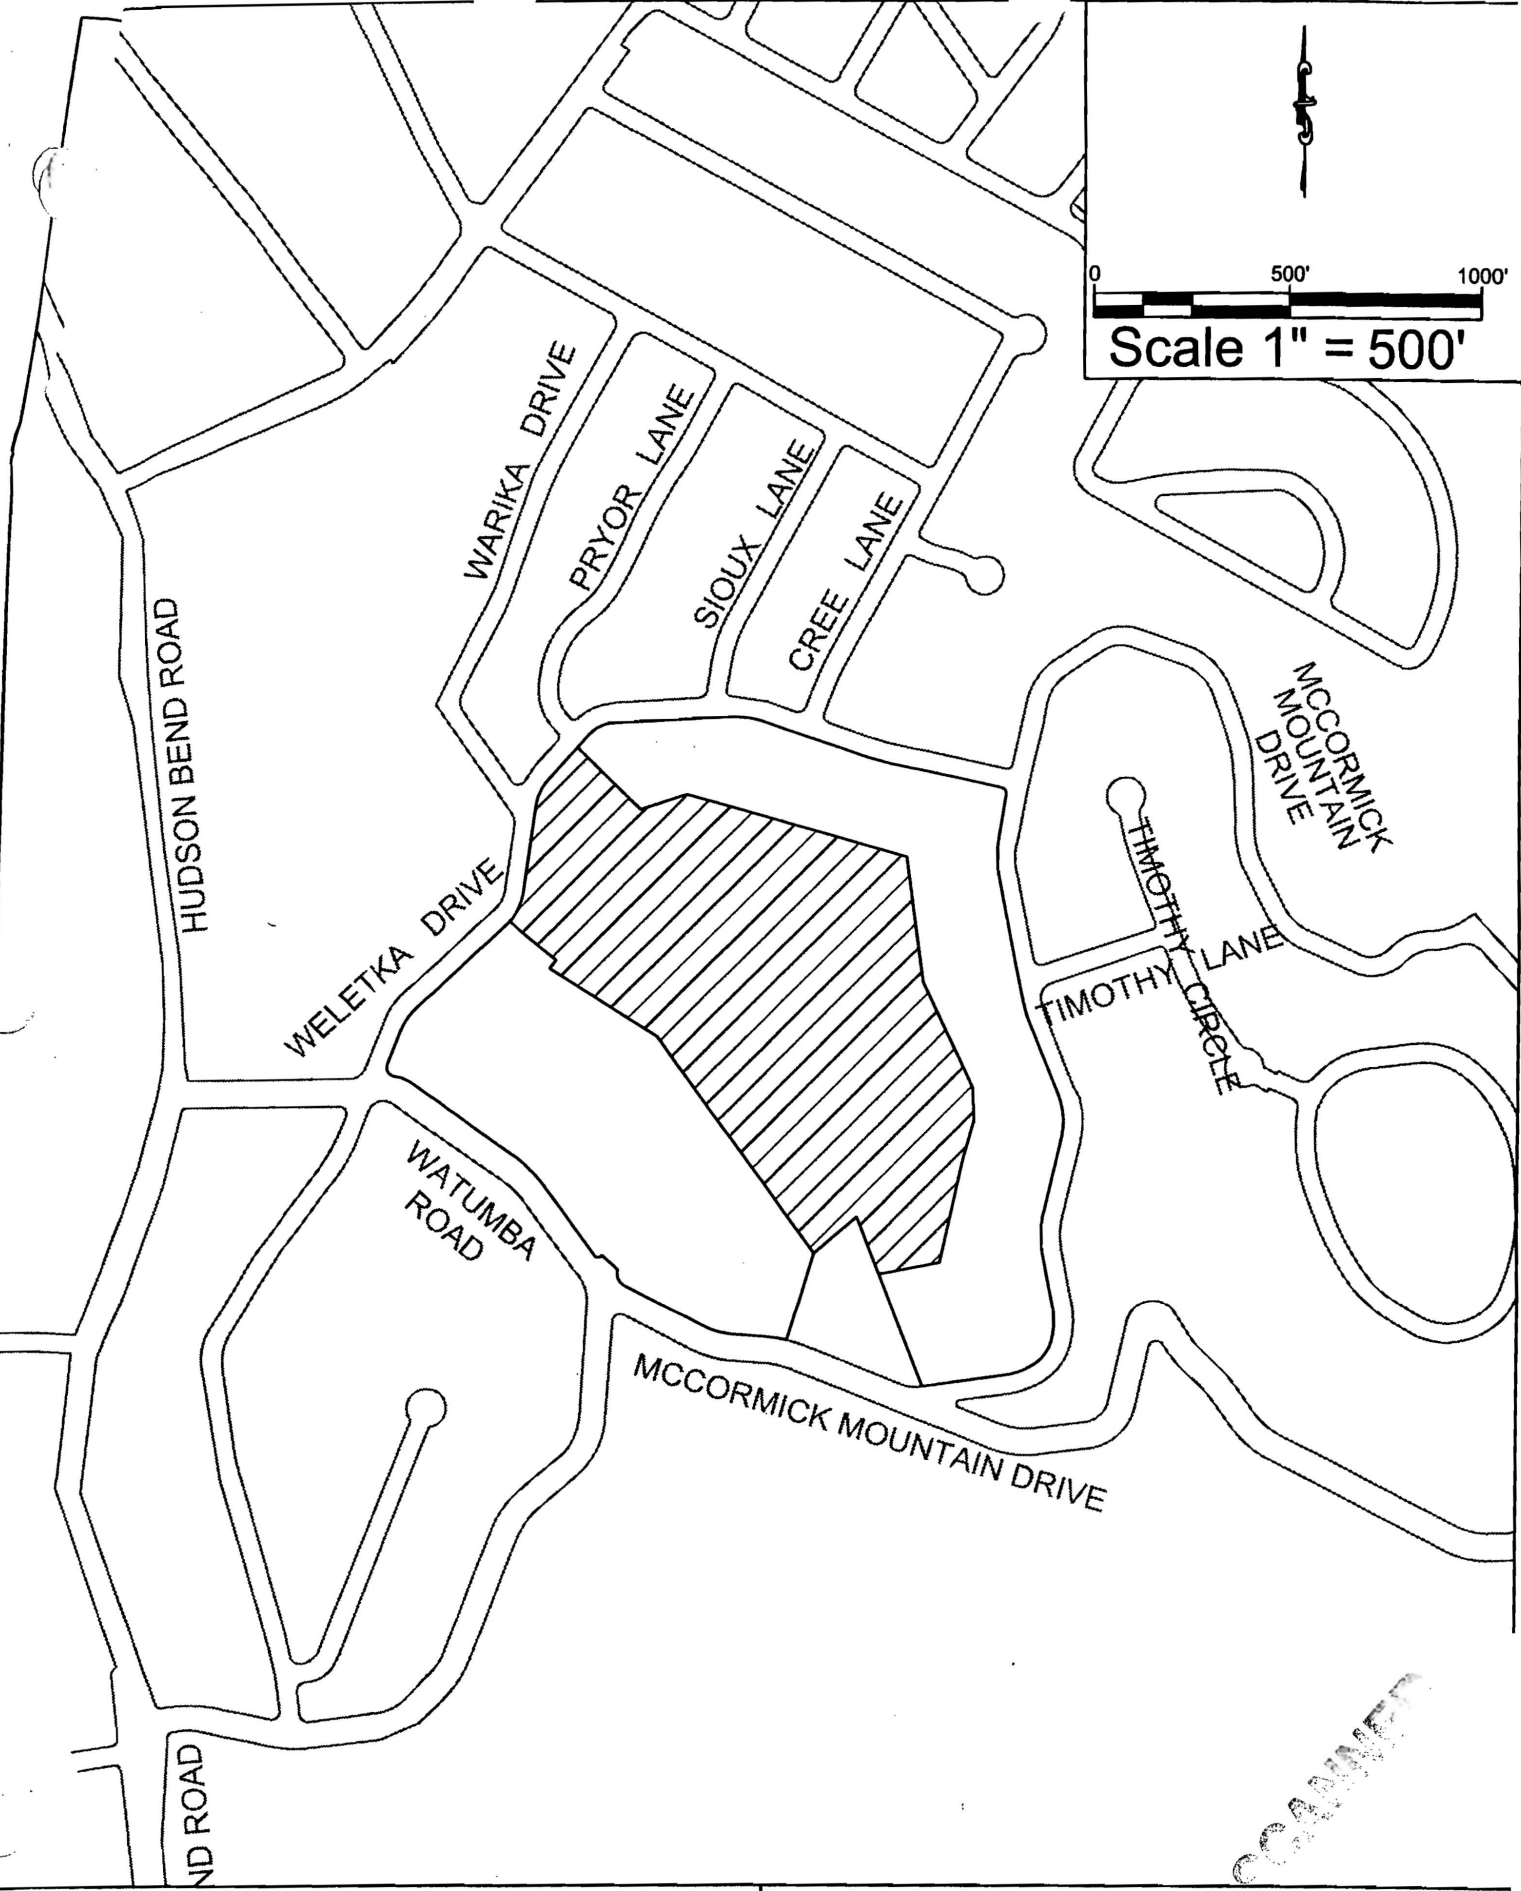 0 500' 1000'
Scale 1" = 500'
WARIKA DRIVE
PRYOR LANE
SIOUX LANE
CREE LANE
HUDSON BEND ROAD
MCCORMICK
MOUNTAIN
DRIVE
WELETKA DRIVE
TIMOTHY CIRCLE
TIMOTHY LANE
WATUMBA
ROAD
MCCORMICK MOUNTAIN DRIVE
ND ROAD